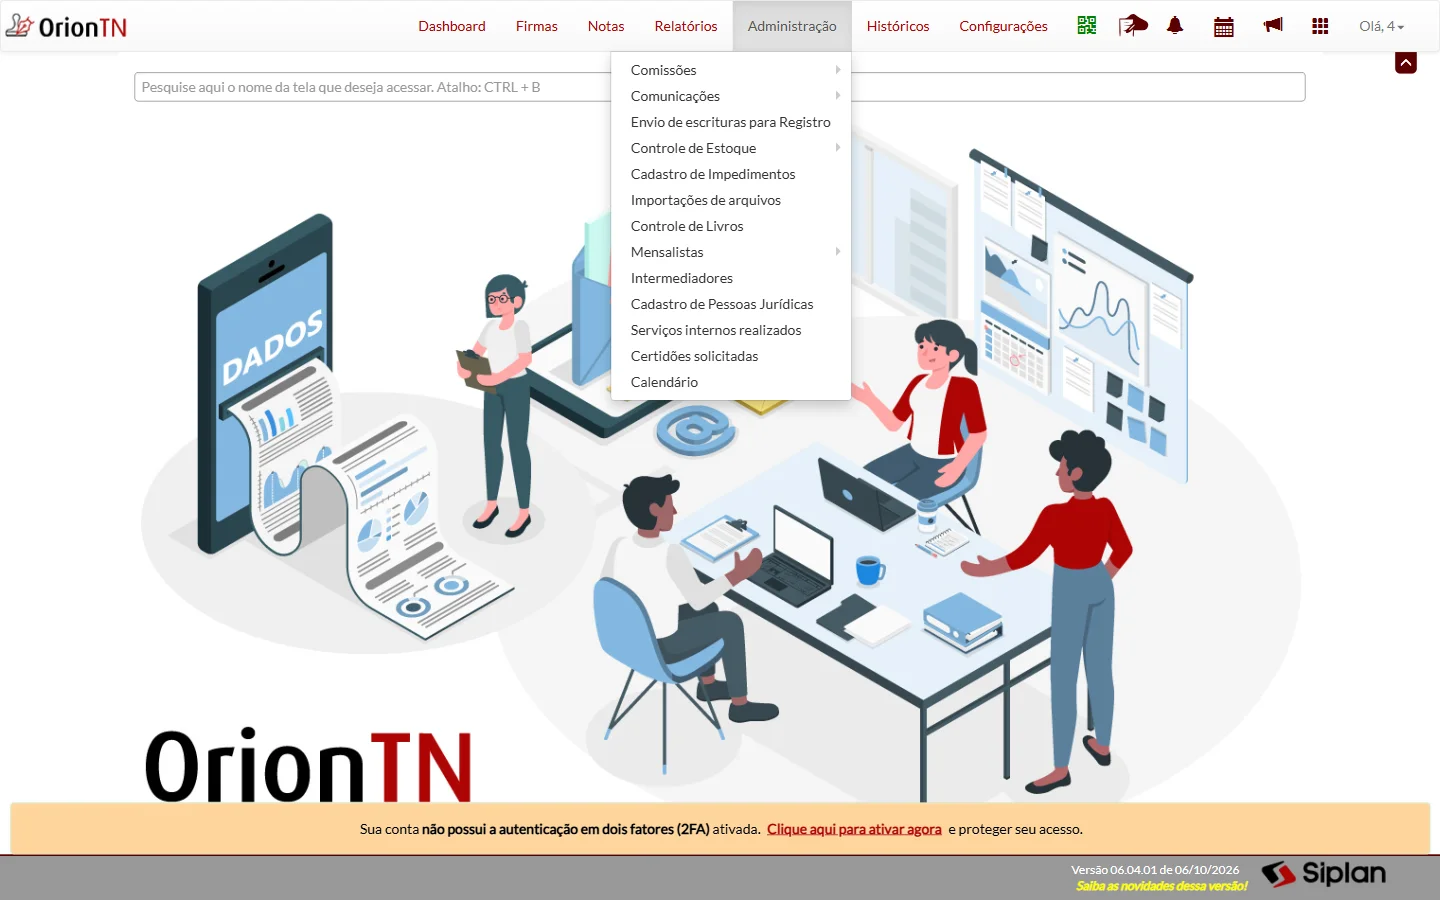 OrionTN
Dashboard
Firmas
Notas
Relatórios
Administração
Históricos
Configurações
Olá, 4
Pesquise aqui o nome da tela que deseja acessar. Atalho: CTRL + B
Comissões
Comunicações
Envio de escrituras para Registro
Controle de Estoque
Cadastro de Impedimentos
Importações de arquivos
Controle de Livros
Mensalistas
Intermediadores
Cadastro de Pessoas Jurídicas
Serviços internos realizados
Certidões solicitadas
Calendário
DADOS
@
OrionTN
Sua conta não possui a autenticação em dois fatores (2FA) ativada. Clique aqui para ativar agora e proteger seu acesso.
Versão 06.04.01 de 06/10/2026
Saiba as novidades dessa versão!
Siplan